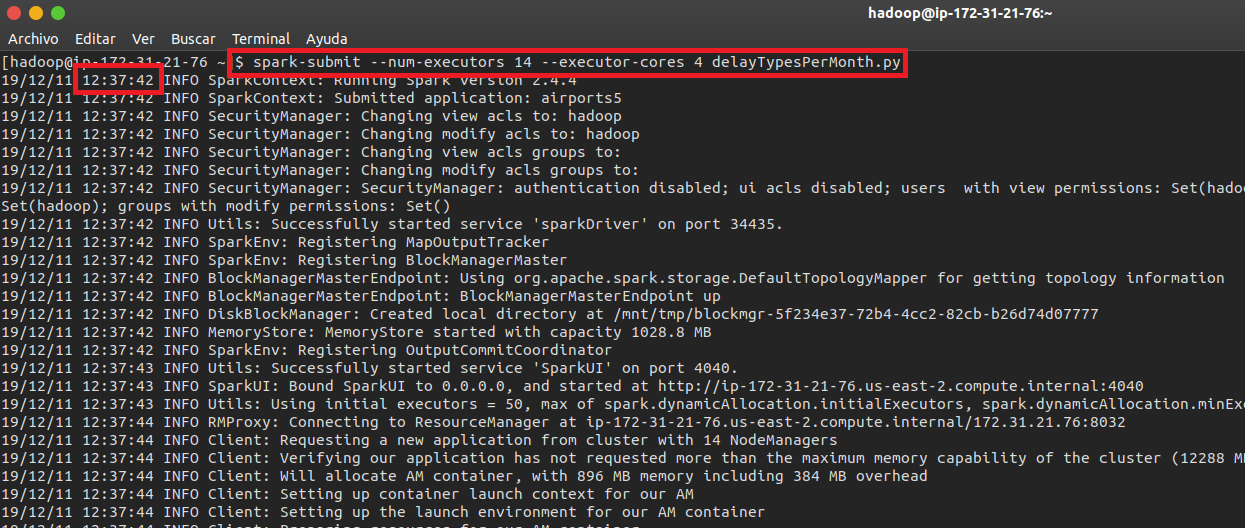 hadoop@ip-172-31-21-76:~
Archivo Editar Ver Buscar Terminal Ayuda
[hadoop@ip-172-31-21-76 ~]$ spark-submit --num-executors 14 --executor-cores 4 delayTypesPerMonth.py
19/12/11 12:37:42 INFO SparkContext: Running Spark version 2.4.4
19/12/11 12:37:42 INFO SparkContext: Submitted application: airports5
19/12/11 12:37:42 INFO SecurityManager: Changing view acls to: hadoop
19/12/11 12:37:42 INFO SecurityManager: Changing modify acls to: hadoop
19/12/11 12:37:42 INFO SecurityManager: Changing view acls groups to:
19/12/11 12:37:42 INFO SecurityManager: Changing modify acls groups to:
19/12/11 12:37:42 INFO SecurityManager: SecurityManager: authentication disabled; ui acls disabled; users  with view permissions: Set(hado
Set(hadoop); groups with modify permissions: Set()
19/12/11 12:37:42 INFO Utils: Successfully started service 'sparkDriver' on port 34435.
19/12/11 12:37:42 INFO SparkEnv: Registering MapOutputTracker
19/12/11 12:37:42 INFO SparkEnv: Registering BlockManagerMaster
19/12/11 12:37:42 INFO BlockManagerMasterEndpoint: Using org.apache.spark.storage.DefaultTopologyMapper for getting topology information
19/12/11 12:37:42 INFO BlockManagerMasterEndpoint: BlockManagerMasterEndpoint up
19/12/11 12:37:42 INFO DiskBlockManager: Created local directory at /mnt/tmp/blockmgr-5f234e37-72b4-4cc2-82cb-b26d74d07777
19/12/11 12:37:42 INFO MemoryStore: MemoryStore started with capacity 1028.8 MB
19/12/11 12:37:42 INFO SparkEnv: Registering OutputCommitCoordinator
19/12/11 12:37:43 INFO Utils: Successfully started service 'SparkUI' on port 4040.
19/12/11 12:37:43 INFO SparkUI: Bound SparkUI to 0.0.0.0, and started at http://ip-172-31-21-76.us-east-2.compute.internal:4040
19/12/11 12:37:43 INFO Utils: Using initial executors = 50, max of spark.dynamicAllocation.initialExecutors, spark.dynamicAllocation.minExe
19/12/11 12:37:44 INFO RMProxy: Connecting to ResourceManager at ip-172-31-21-76.us-east-2.compute.internal/172.31.21.76:8032
19/12/11 12:37:44 INFO Client: Requesting a new application from cluster with 14 NodeManagers
19/12/11 12:37:44 INFO Client: Verifying our application has not requested more than the maximum memory capability of the cluster (12288 M
19/12/11 12:37:44 INFO Client: Will allocate AM container, with 896 MB memory including 384 MB overhead
19/12/11 12:37:44 INFO Client: Setting up container launch context for our AM
19/12/11 12:37:44 INFO Client: Setting up the launch environment for our AM container
19/12/11 12:37:44 INFO Client: Preparing resources for our AM container